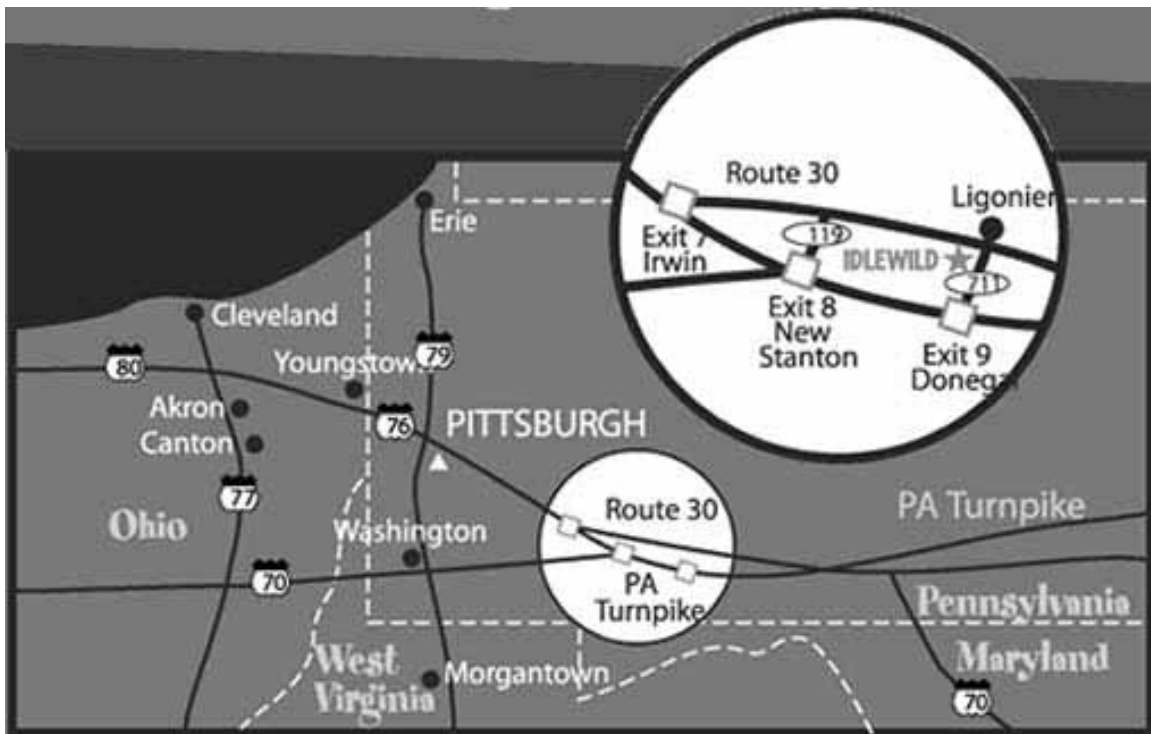 Route 30
Ligonier
119
Exit 7
Irwin
IDLEWILD
711
Exit 8
New
Stanton
Exit 9
Donegal
Erie
Cleveland
80
Youngstown
79
Akron
76
PITTSBURGH
Canton
77
Ohio
Route 30
PA Turnpike
Washington
70
PA
Turnpike
Pennsylvania
West
Virginia
Morgantown
Maryland
70